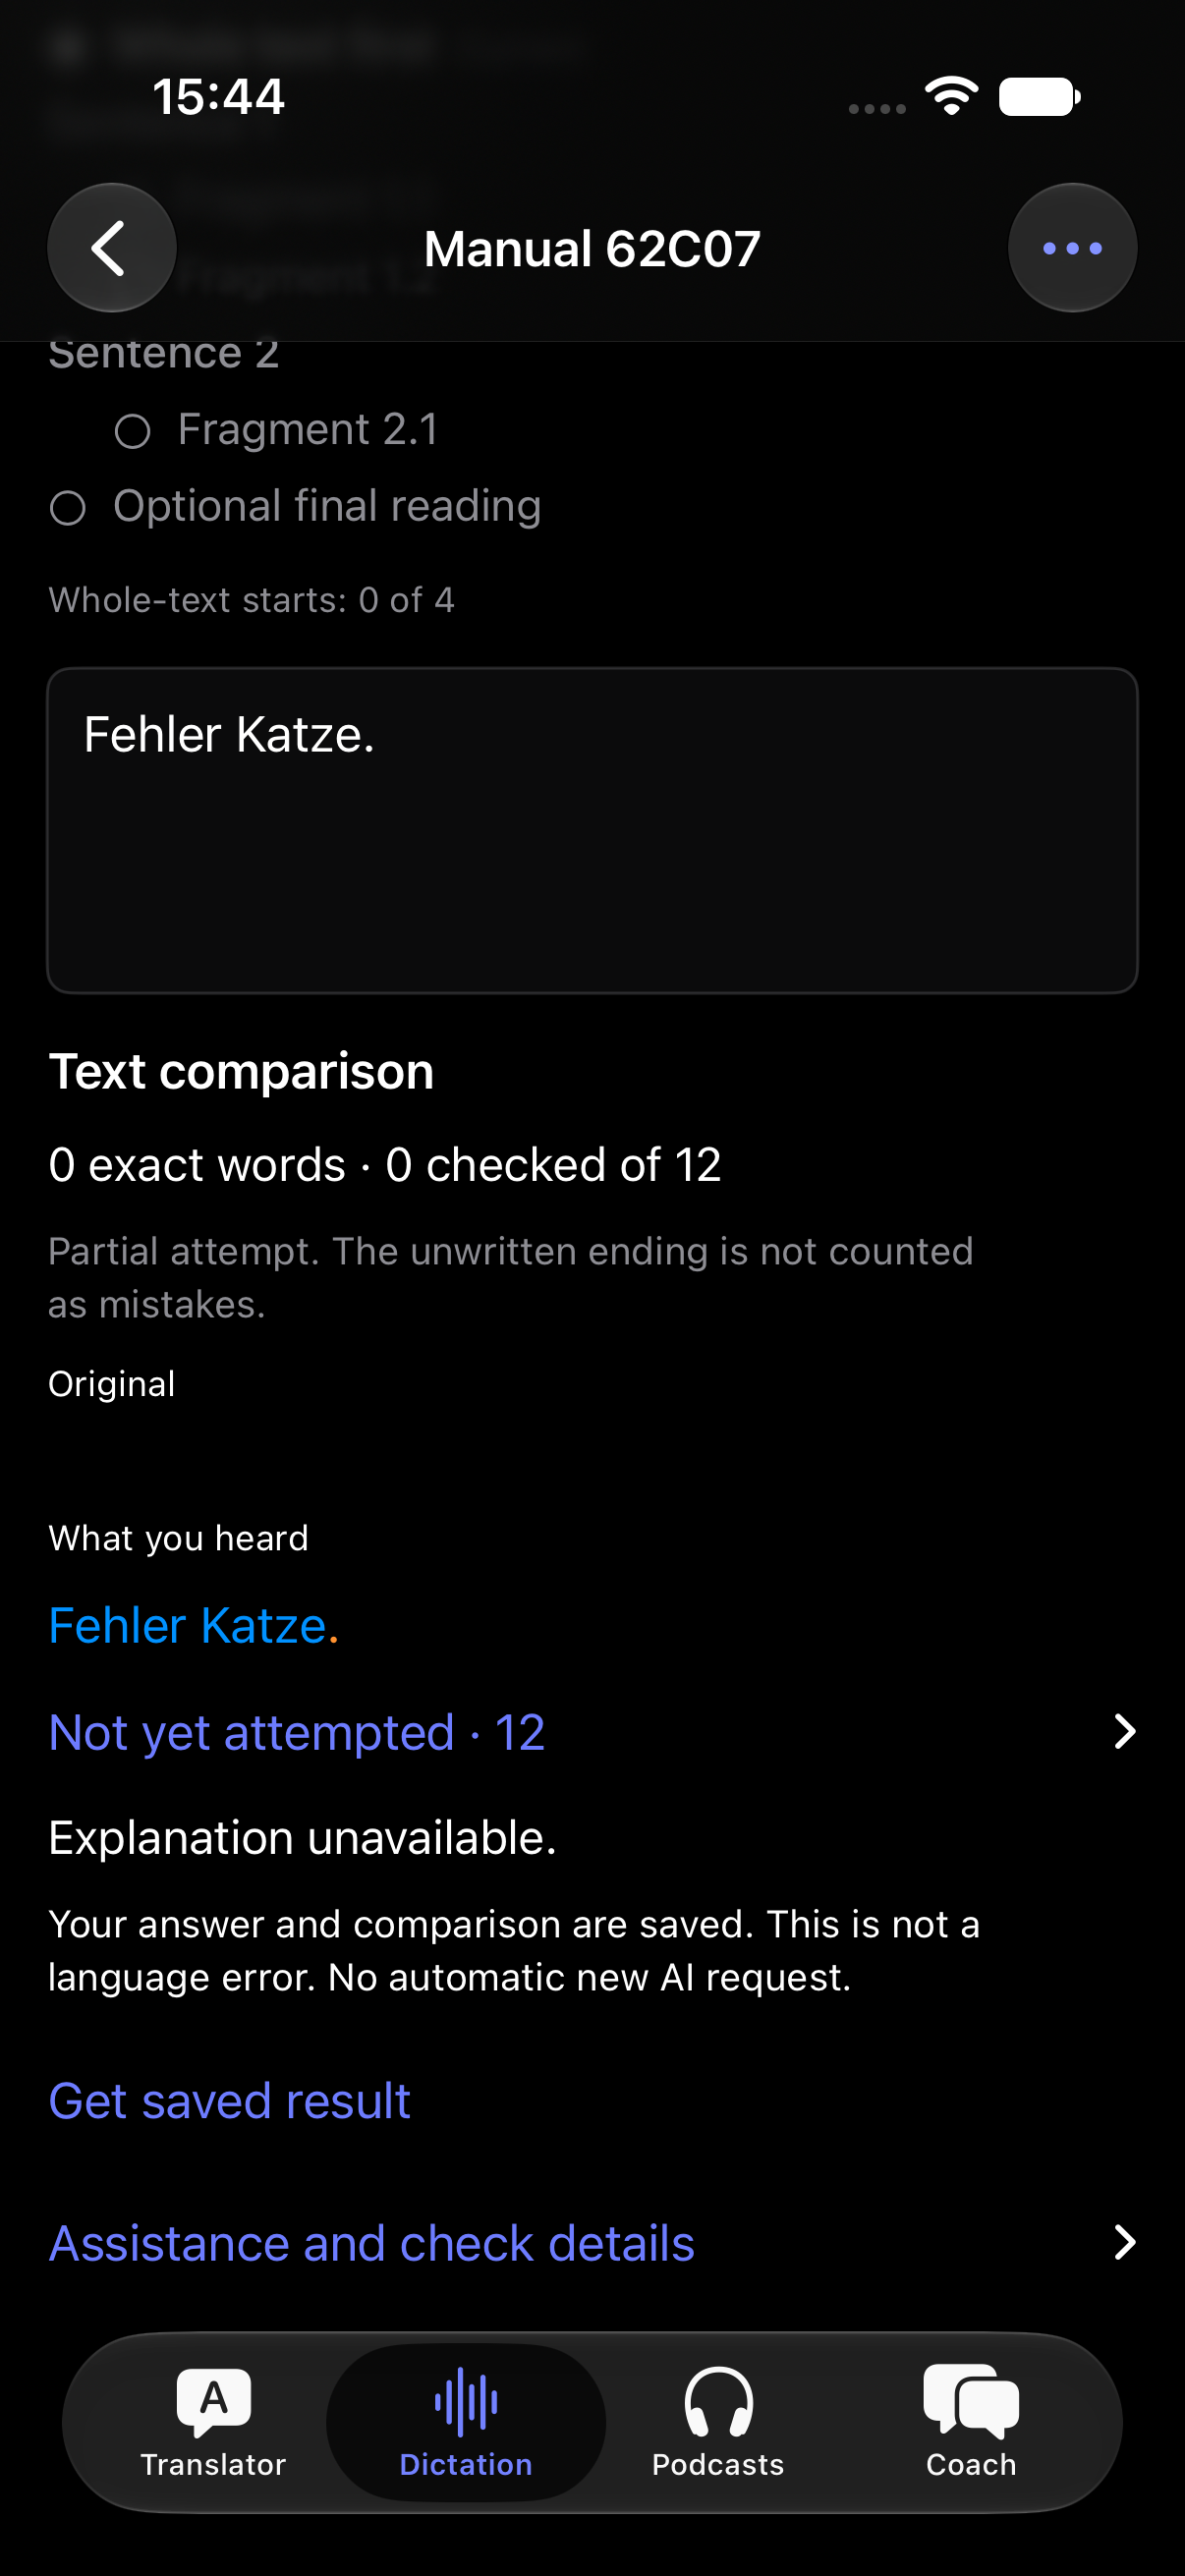 15:44
Manual 62C07
Fragment 1.2
Sentence 2
Fragment 2.1
Optional final reading
Whole-text starts: 0 of 4
Fehler Katze.
Text comparison
0 exact words · 0 checked of 12
Partial attempt. The unwritten ending is not counted
as mistakes.
Original
What you heard
Fehler Katze.
Not yet attempted · 12
Explanation unavailable.
Your answer and comparison are saved. This is not a
language error. No automatic new AI request.
Get saved result
Assistance and check details
A
Translator
Dictation
Podcasts
Coach